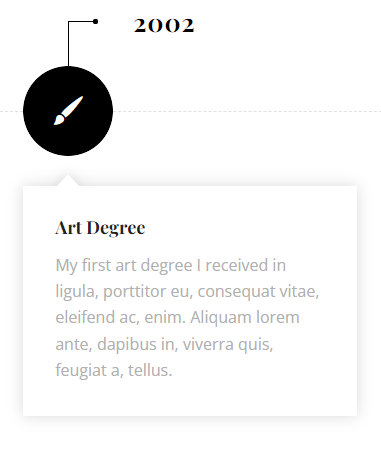 2002
Art Degree
My first art degree I received in
ligula, porttitor eu, consequat vitae,
eleifend ac, enim. Aliquam lorem
ante, dapibus in, viverra quis,
feugiat a, tellus.